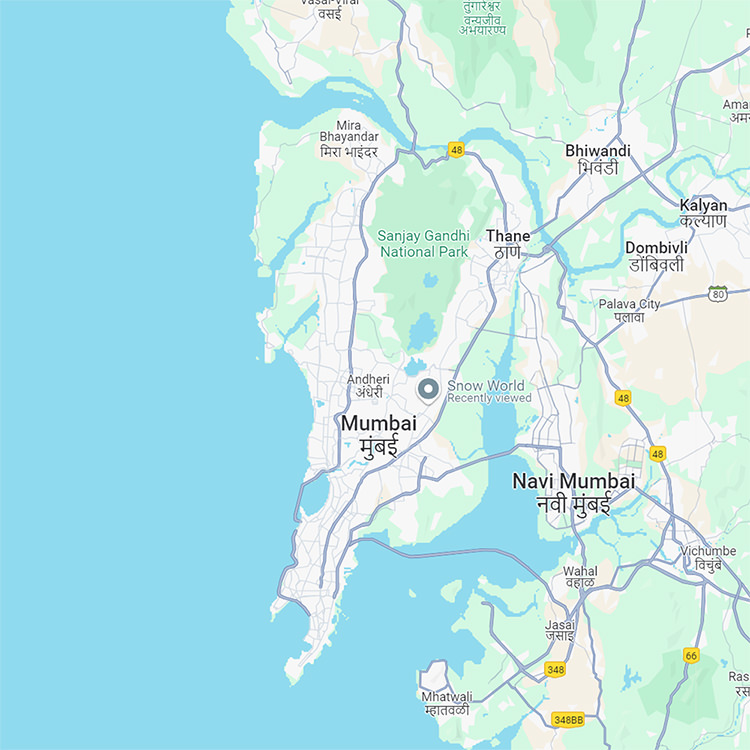 Vasai-Virar
वसई
तुंगारेश्वर
वन्यजीव
अभयारण्य
Mira
Bhayandar
मिरा भाइंदर
48
Bhiwandi
भिवंडी
Kalyan
कल्याण
Sanjay Gandhi
National Park
Thane
ठाणे
Dombivli
डोंबिवली
80
Palava City
पलावा
Andheri
अंधेरी
Snow World
Recently viewed
48
Mumbai
मुंबई
48
Navi Mumbai
नवी मुंबई
Vichumbe
विचुंबे
Wahal
वहाळ
Jasai
जसाई
66
348
Mhatwali
म्हातवळी
348BB